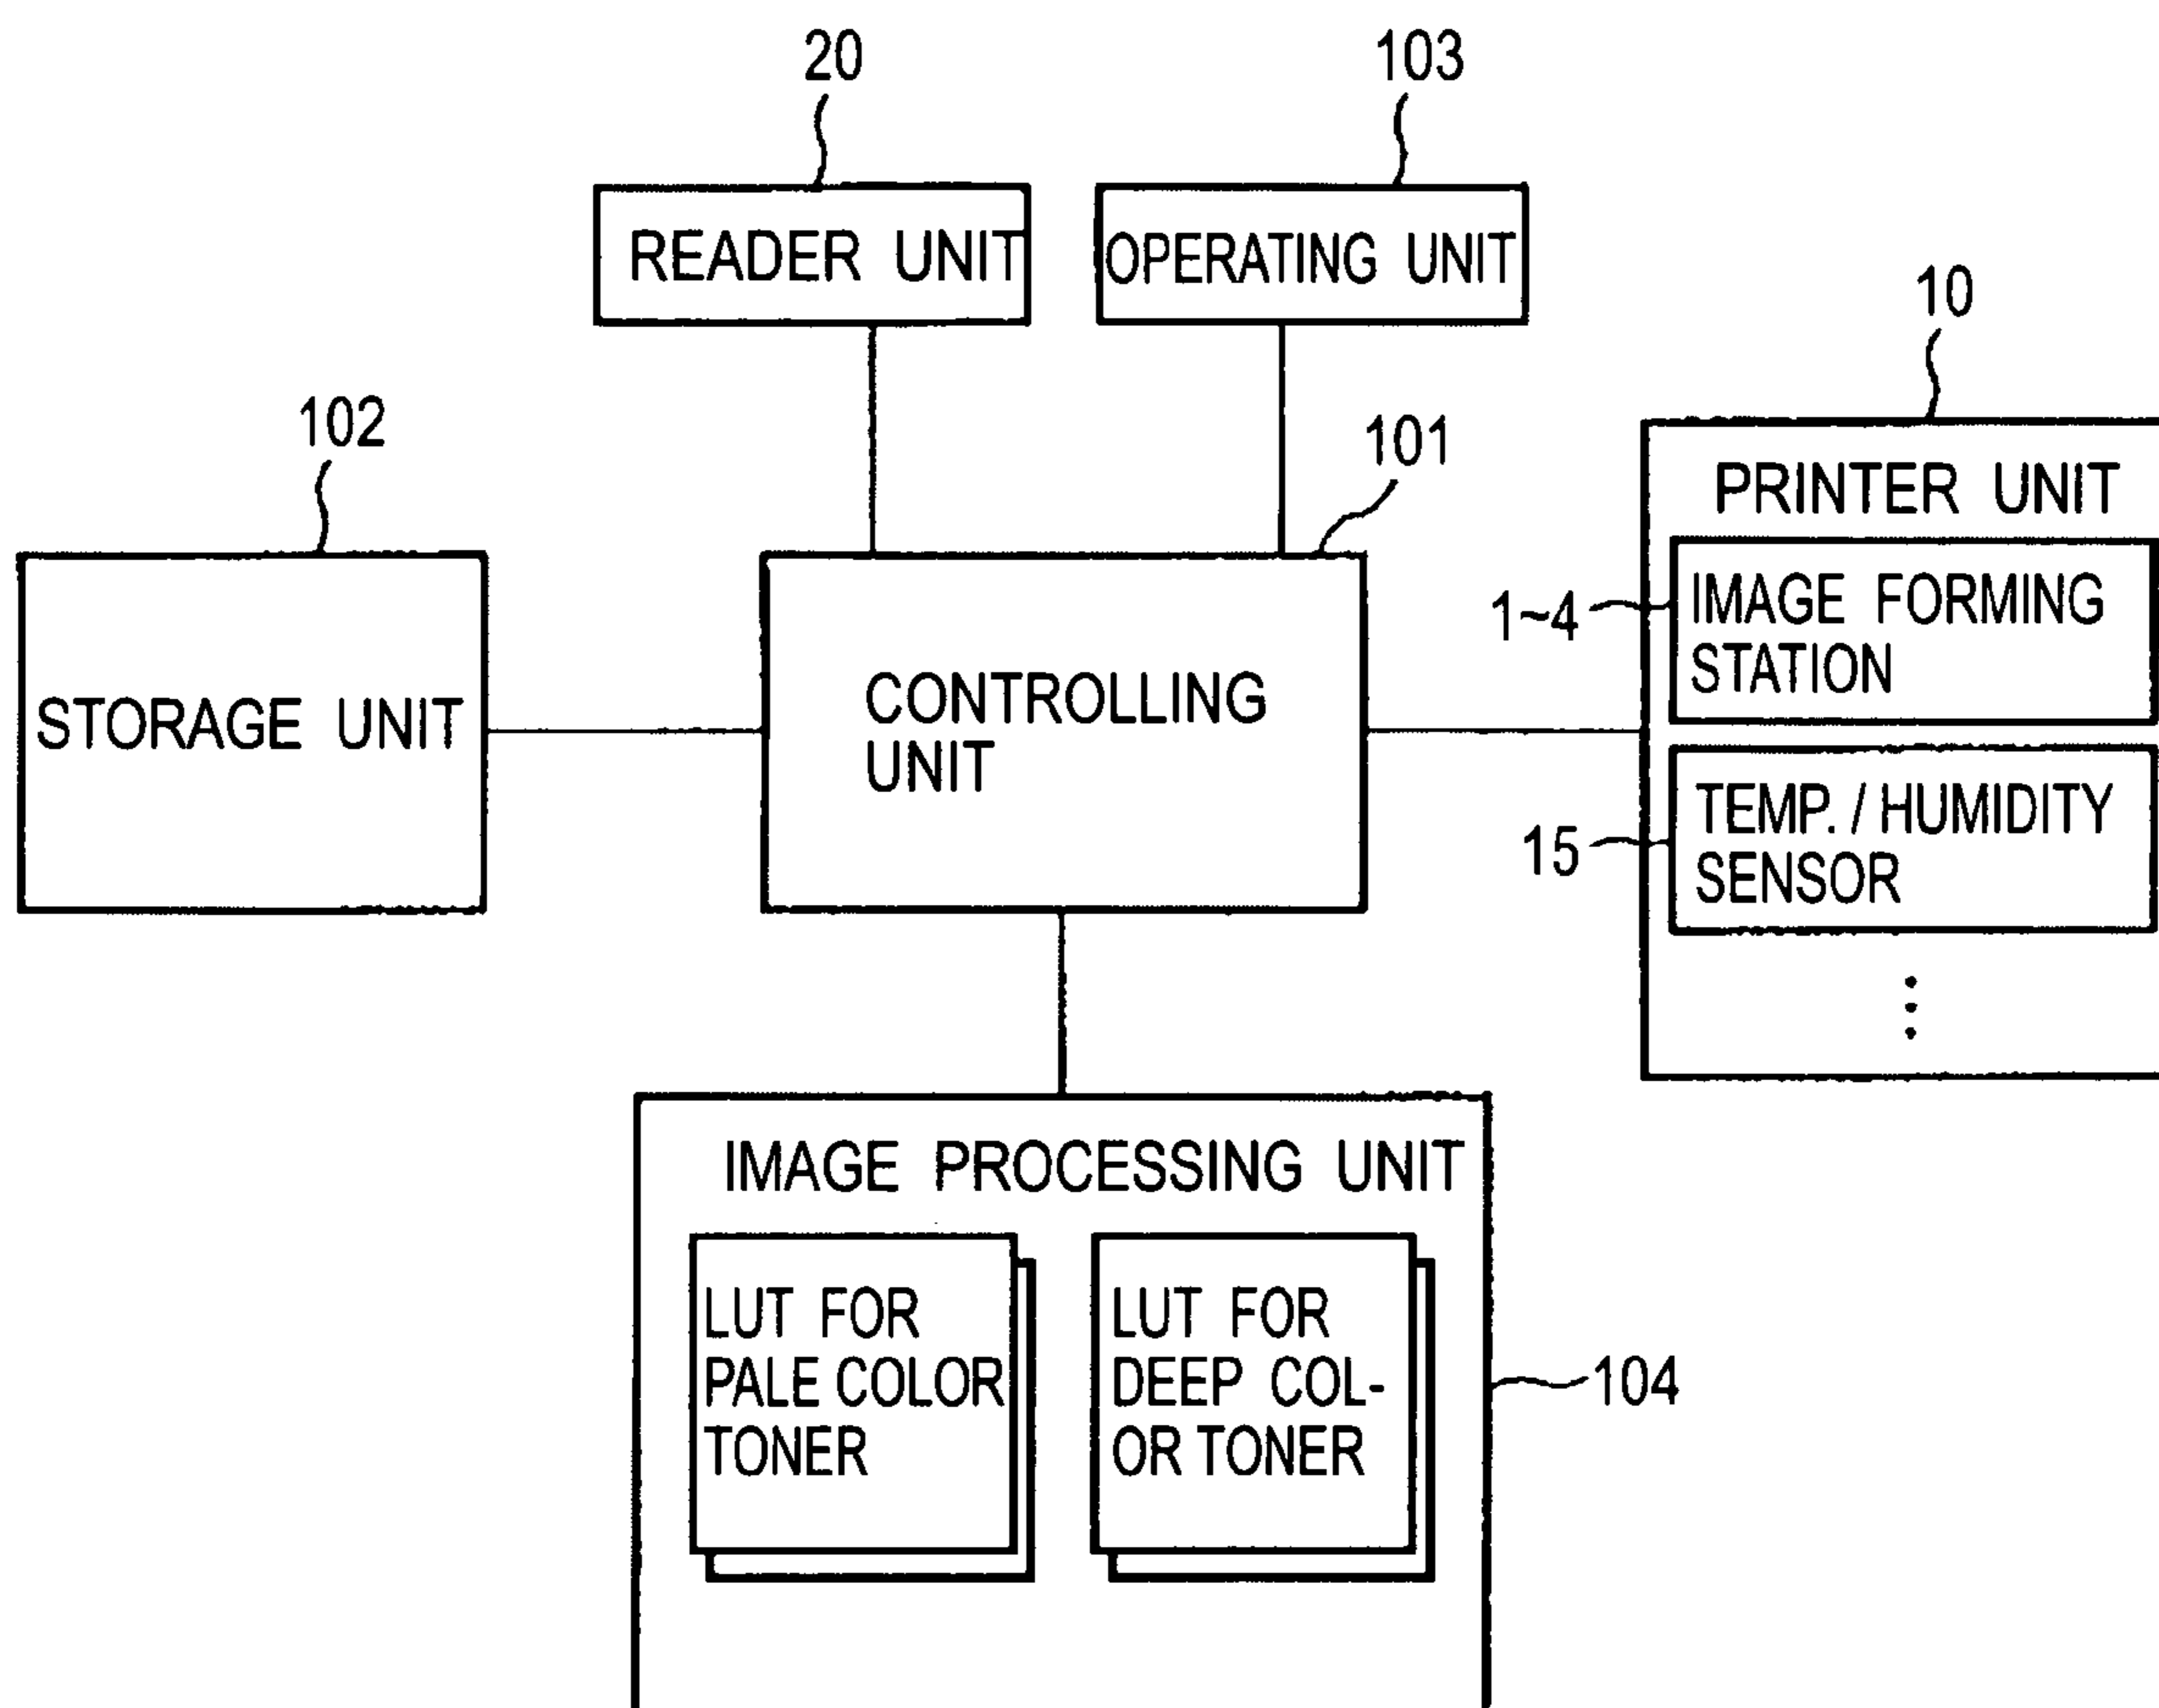 20
103
READER UNIT
OPERATING UNIT
10
102
101
PRINTER UNIT
1~4
IMAGE FORMING
STATION
STORAGE UNIT
CONTROLLING
UNIT
15
TEMP. / HUMIDITY
SENSOR
IMAGE PROCESSING UNIT
LUT FOR
PALE COLOR
TONER
LUT FOR
DEEP COL-
OR TONER
104